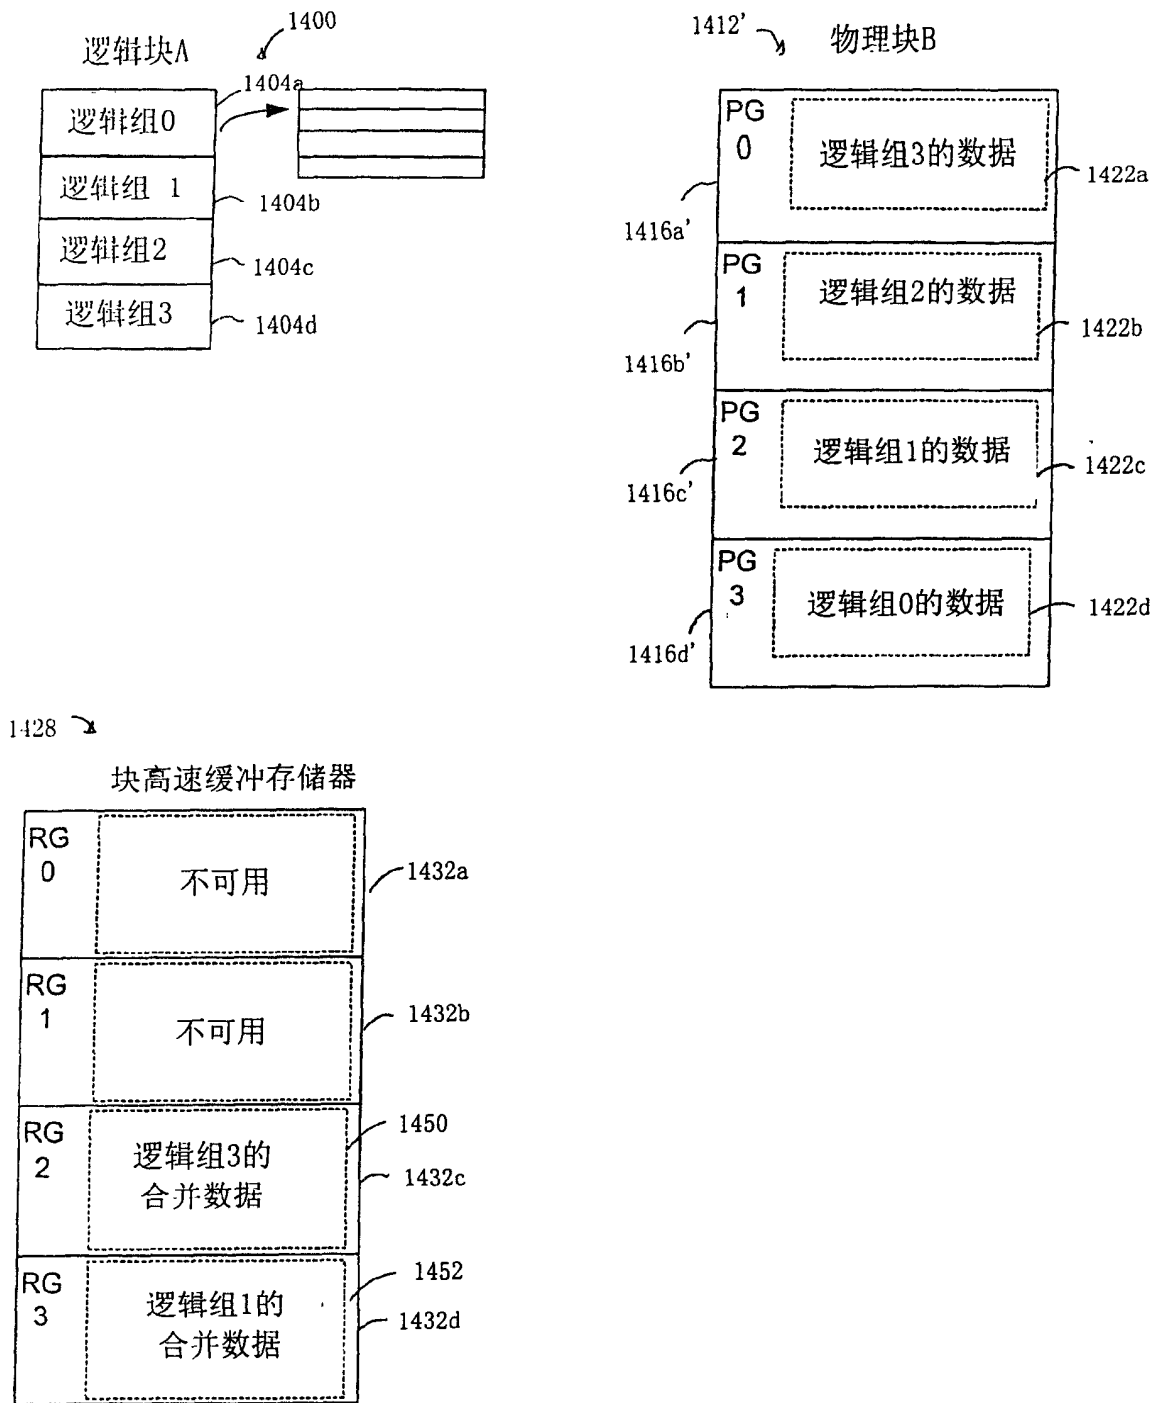 逻辑块A
1400
1404a
逻辑组0
逻辑组 1
1404b
逻辑组2
1404c
逻辑组3
1404d
1412'
物理块B
PG
0
逻辑组3的数据
1422a
1416a'
PG
1
逻辑组2的数据
1422b
1416b'
PG
2
逻辑组1的数据
1422c
1416c'
PG
3
逻辑组0的数据
1422d
1416d'
1428
块高速缓冲存储器
RG
0
不可用
1432a
RG
1
不可用
1432b
RG
2
逻辑组3的
合并数据
1450
1432c
RG
3
逻辑组1的
合并数据
1452
1432d